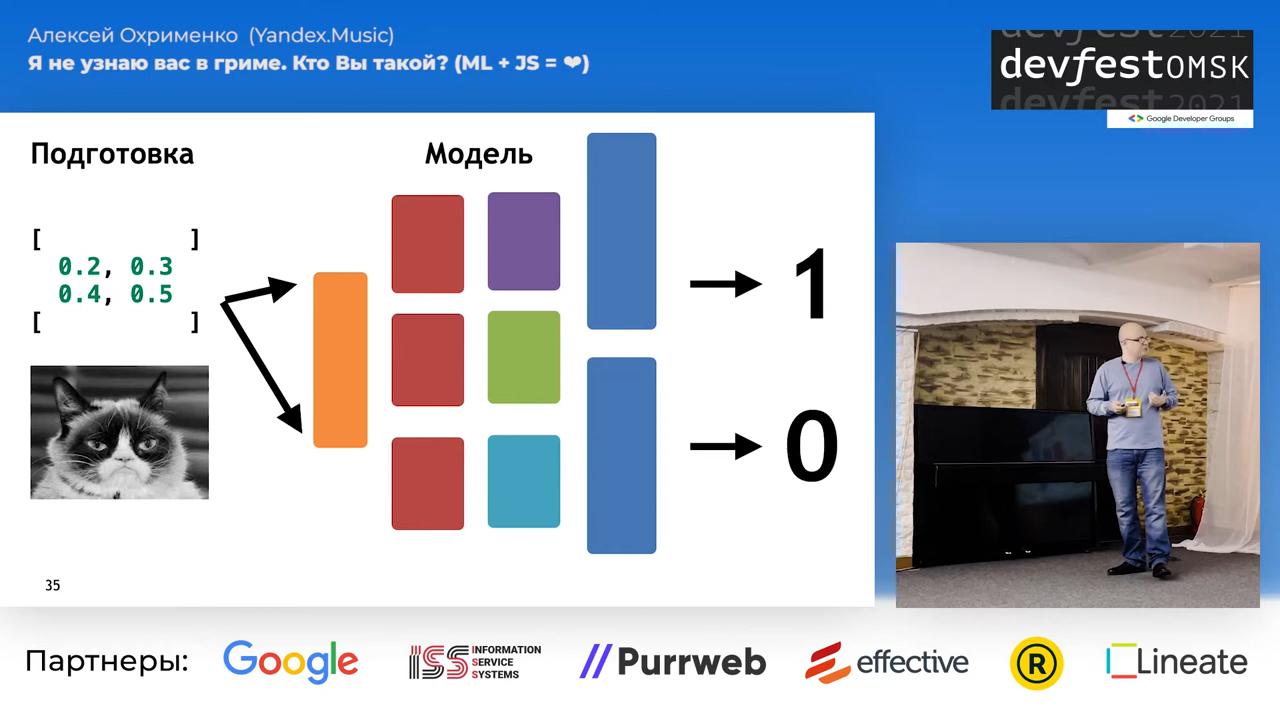 Алексей Охрименко (Yandex.Music)
Я не узнаю вас в гриме. Кто Вы такой? (ML + JS = ❤)
devfest2021
devfestOMSK
devfest2021
Google Developer Groups
Подготовка
Модель
[ ]
0.2, 0.3
0.4, 0.5
[ ]
1
0
35
Партнеры:
Google
ISS INFORMATION
SERVICE
SYSTEMS
Purrweb
effective
R
Lineate